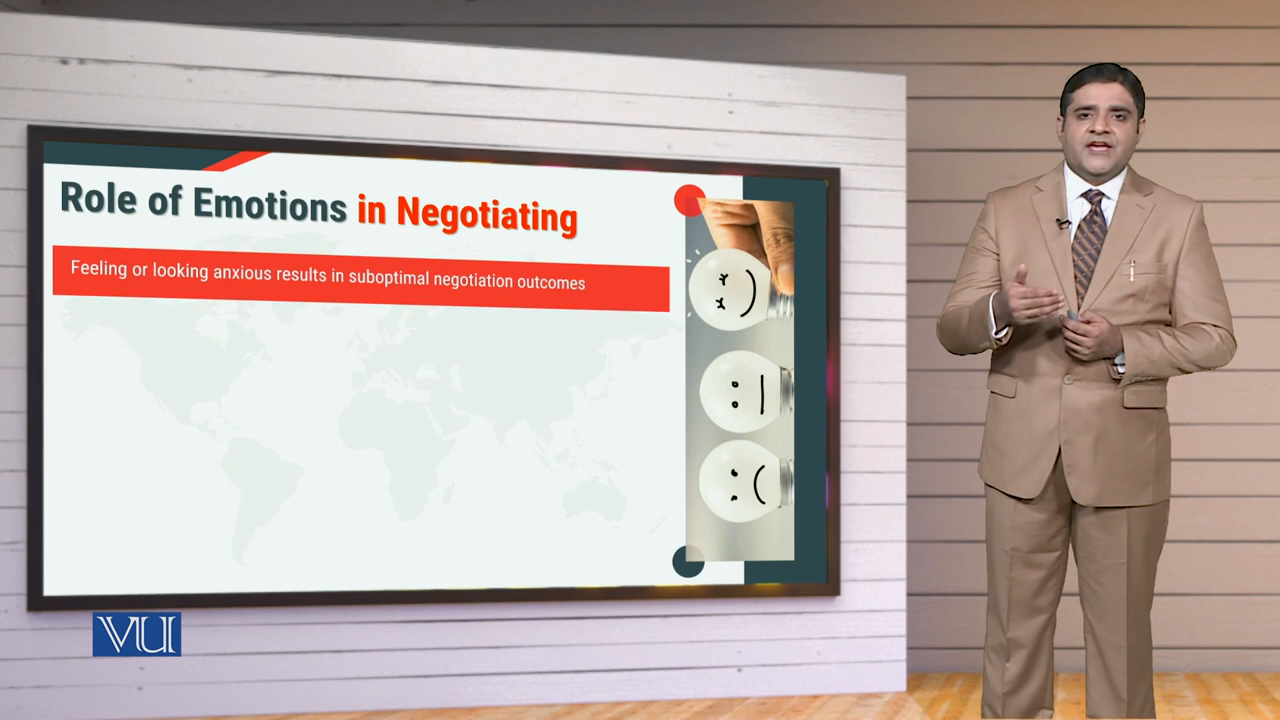 Role of Emotions in Negotiating
Feeling or looking anxious results in suboptimal negotiation outcomes
VU